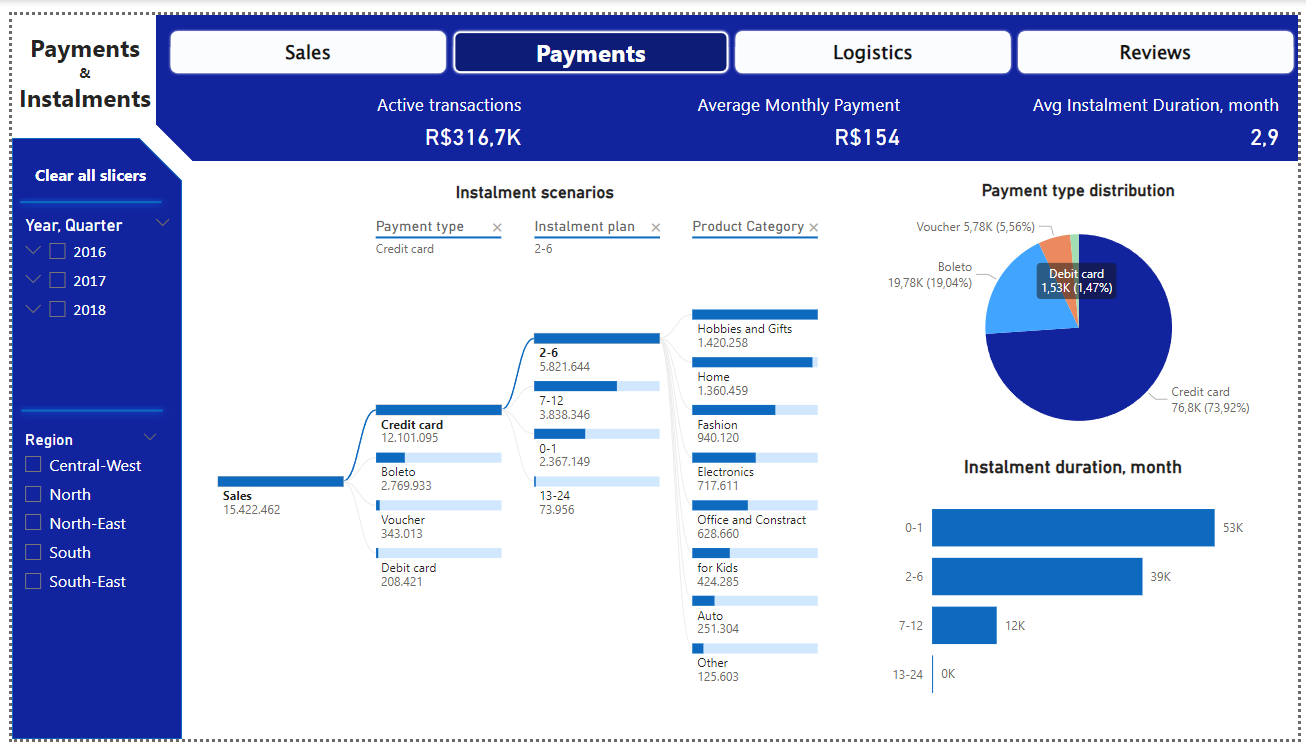 Payments
&
Instalments
Sales
Payments
Logistics
Reviews
Active transactions
R$316,7K
Average Monthly Payment
R$154
Avg Instalment Duration, month
2,9
Clear all slicers
Year, Quarter
2016
2017
2018
Region
Central-West
North
North-East
South
South-East
Instalment scenarios
Payment type
Credit card
Instalment plan
2-6
Product Category
Sales
15.422.462
Credit card
12.101.095
Boleto
2.769.933
Voucher
343.013
Debit card
208.421
2-6
5.821.644
7-12
3.838.346
0-1
2.367.149
13-24
73.956
Hobbies and Gifts
1.420.258
Home
1.360.459
Fashion
940.120
Electronics
717.611
Office and Constract
628.660
for Kids
424.285
Auto
251.304
Other
125.603
Payment type distribution
Voucher 5,78K (5,56%)
Boleto
19,78K (19,04%)
Debit card
1,53K (1,47%)
Credit card
76,8K (73,92%)
Instalment duration, month
0-1
53K
2-6
39K
7-12
12K
13-24
0K